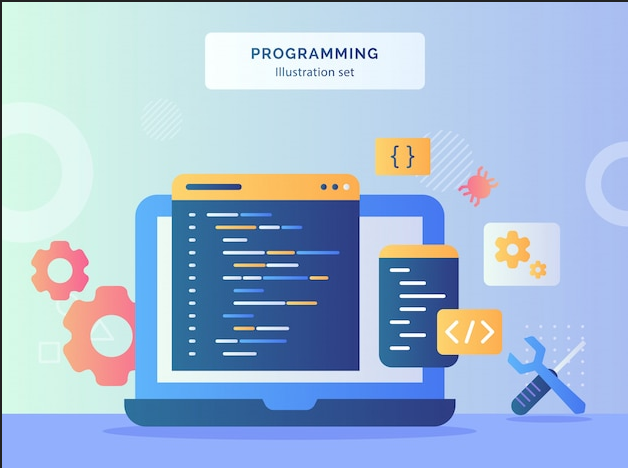 PROGRAMMING
Illustration set
{ }
</>